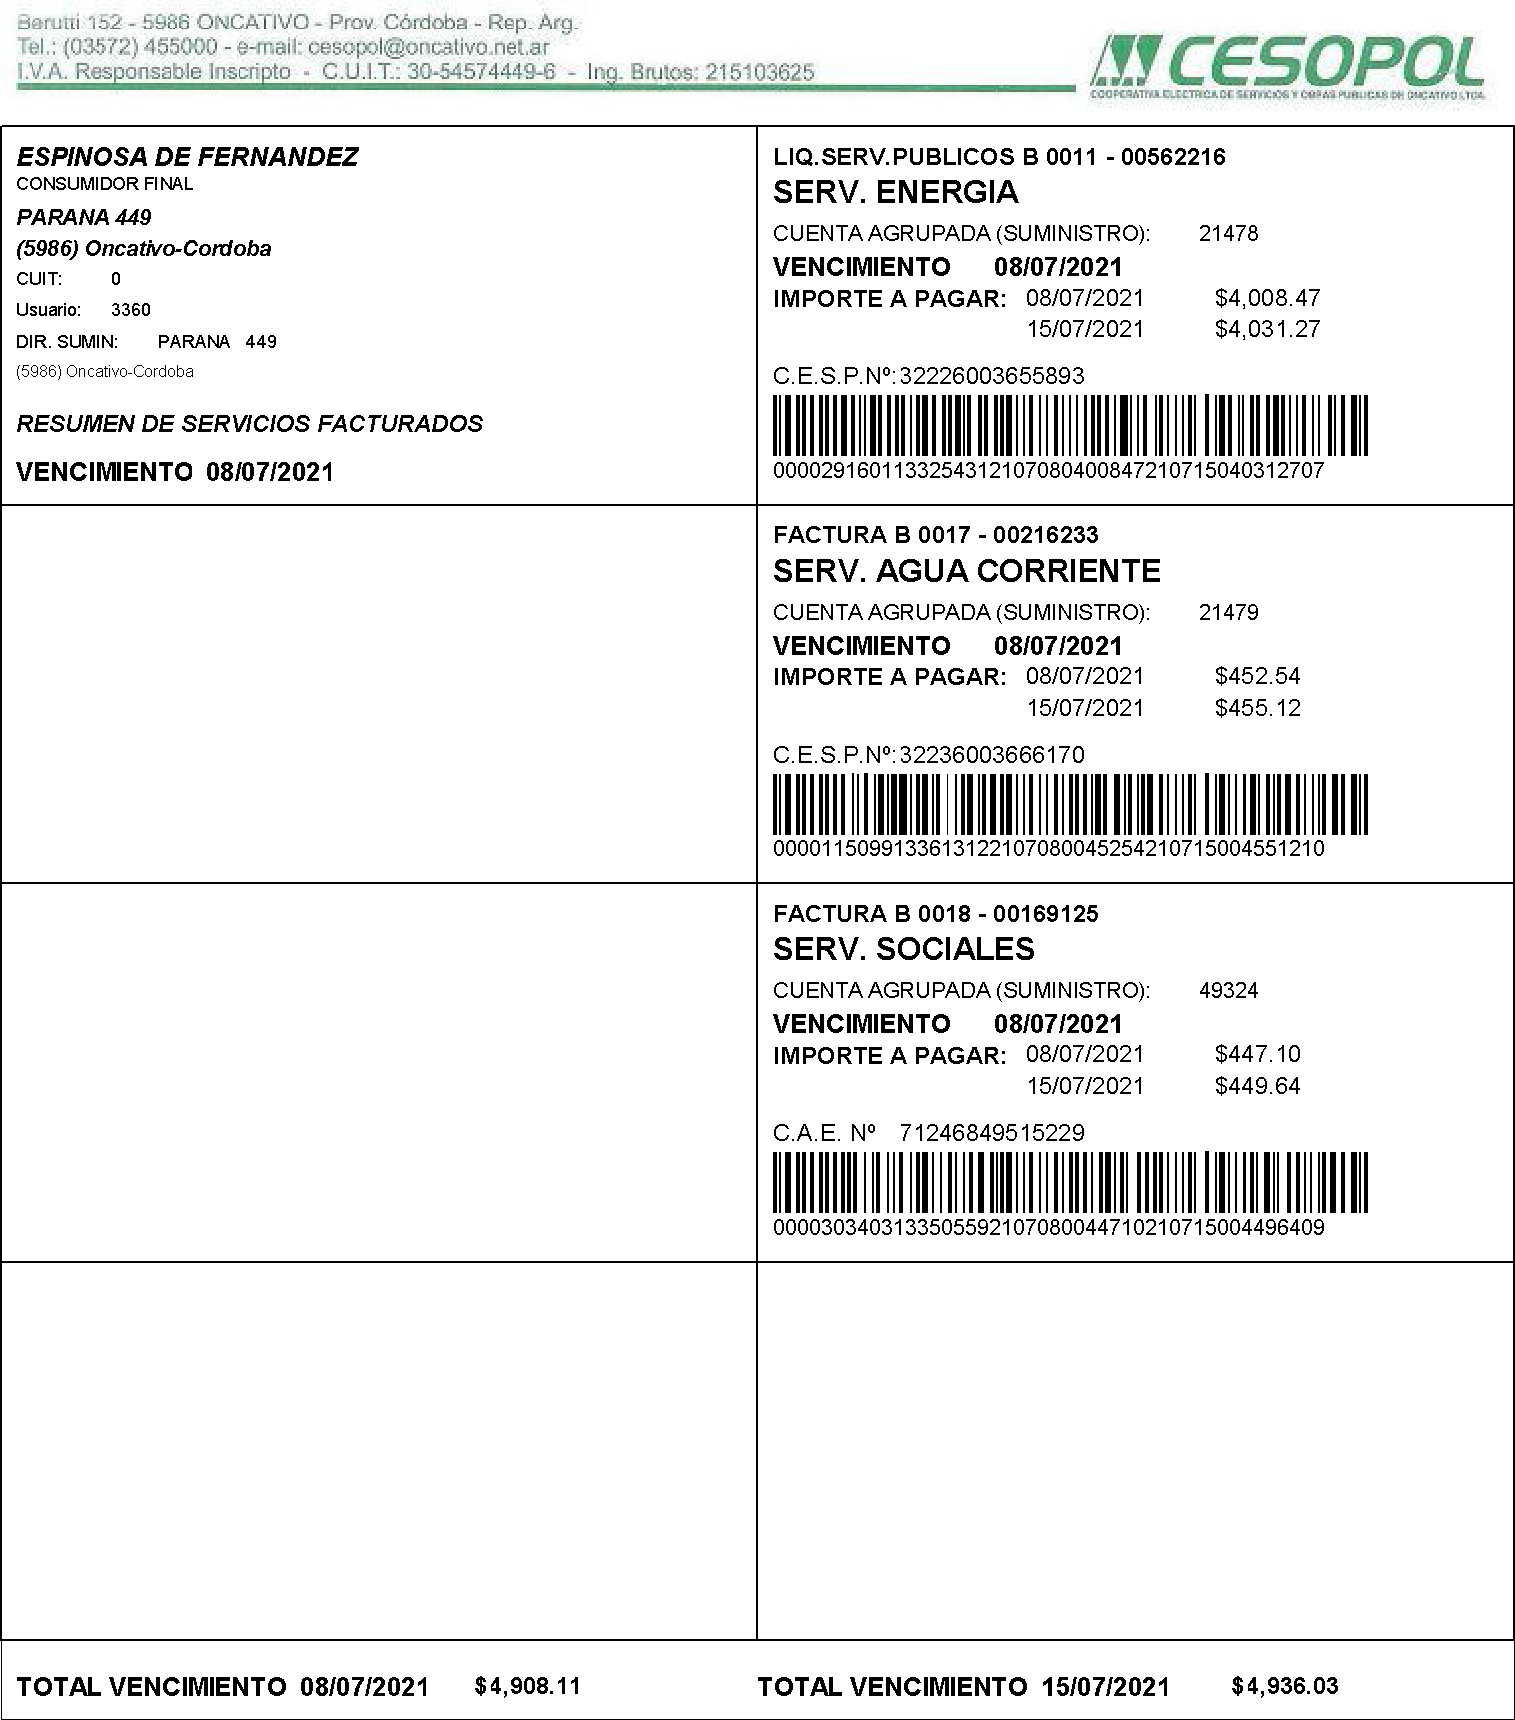 Berutti 152 - 5986 ONCATIVO - Prov. Córdoba - Rep. Arg.
Tel.: (03572) 455000 - e-mail: cesopol@oncativo.net.ar
I.V.A. Responsable Inscripto - C.U.I.T.: 30-54574449-6 - Ing. Brutos: 215103625
CESOPOL
COOPERATIVA ELECTRICA DE SERVICIOS Y OBRAS PUBLICAS DE ONCATIVO LTDA.
ESPINOSA DE FERNANDEZ
CONSUMIDOR FINAL
PARANA 449
(5986) Oncativo-Cordoba
CUIT: 0
Usuario: 3360
DIR. SUMIN: PARANA 449
(5986) Oncativo-Cordoba
RESUMEN DE SERVICIOS FACTURADOS
VENCIMIENTO 08/07/2021
LIQ.SERV.PUBLICOS B 0011 - 00562216
SERV. ENERGIA
CUENTA AGRUPADA (SUMINISTRO): 21478
VENCIMIENTO 08/07/2021
IMPORTE A PAGAR: 08/07/2021 $4,008.47
15/07/2021 $4,031.27
C.E.S.P.Nº: 32226003655893
0000291601133254312107080400847210715040312707
FACTURA B 0017 - 00216233
SERV. AGUA CORRIENTE
CUENTA AGRUPADA (SUMINISTRO): 21479
VENCIMIENTO 08/07/2021
IMPORTE A PAGAR: 08/07/2021 $452.54
15/07/2021 $455.12
C.E.S.P.Nº: 32236003666170
0000115099133613122107080045254210715004551210
FACTURA B 0018 - 00169125
SERV. SOCIALES
CUENTA AGRUPADA (SUMINISTRO): 49324
VENCIMIENTO 08/07/2021
IMPORTE A PAGAR: 08/07/2021 $447.10
15/07/2021 $449.64
C.A.E. Nº 71246849515229
0000303403133505592107080044710210715004496409
TOTAL VENCIMIENTO 08/07/2021 $4,908.11
TOTAL VENCIMIENTO 15/07/2021 $4,936.03